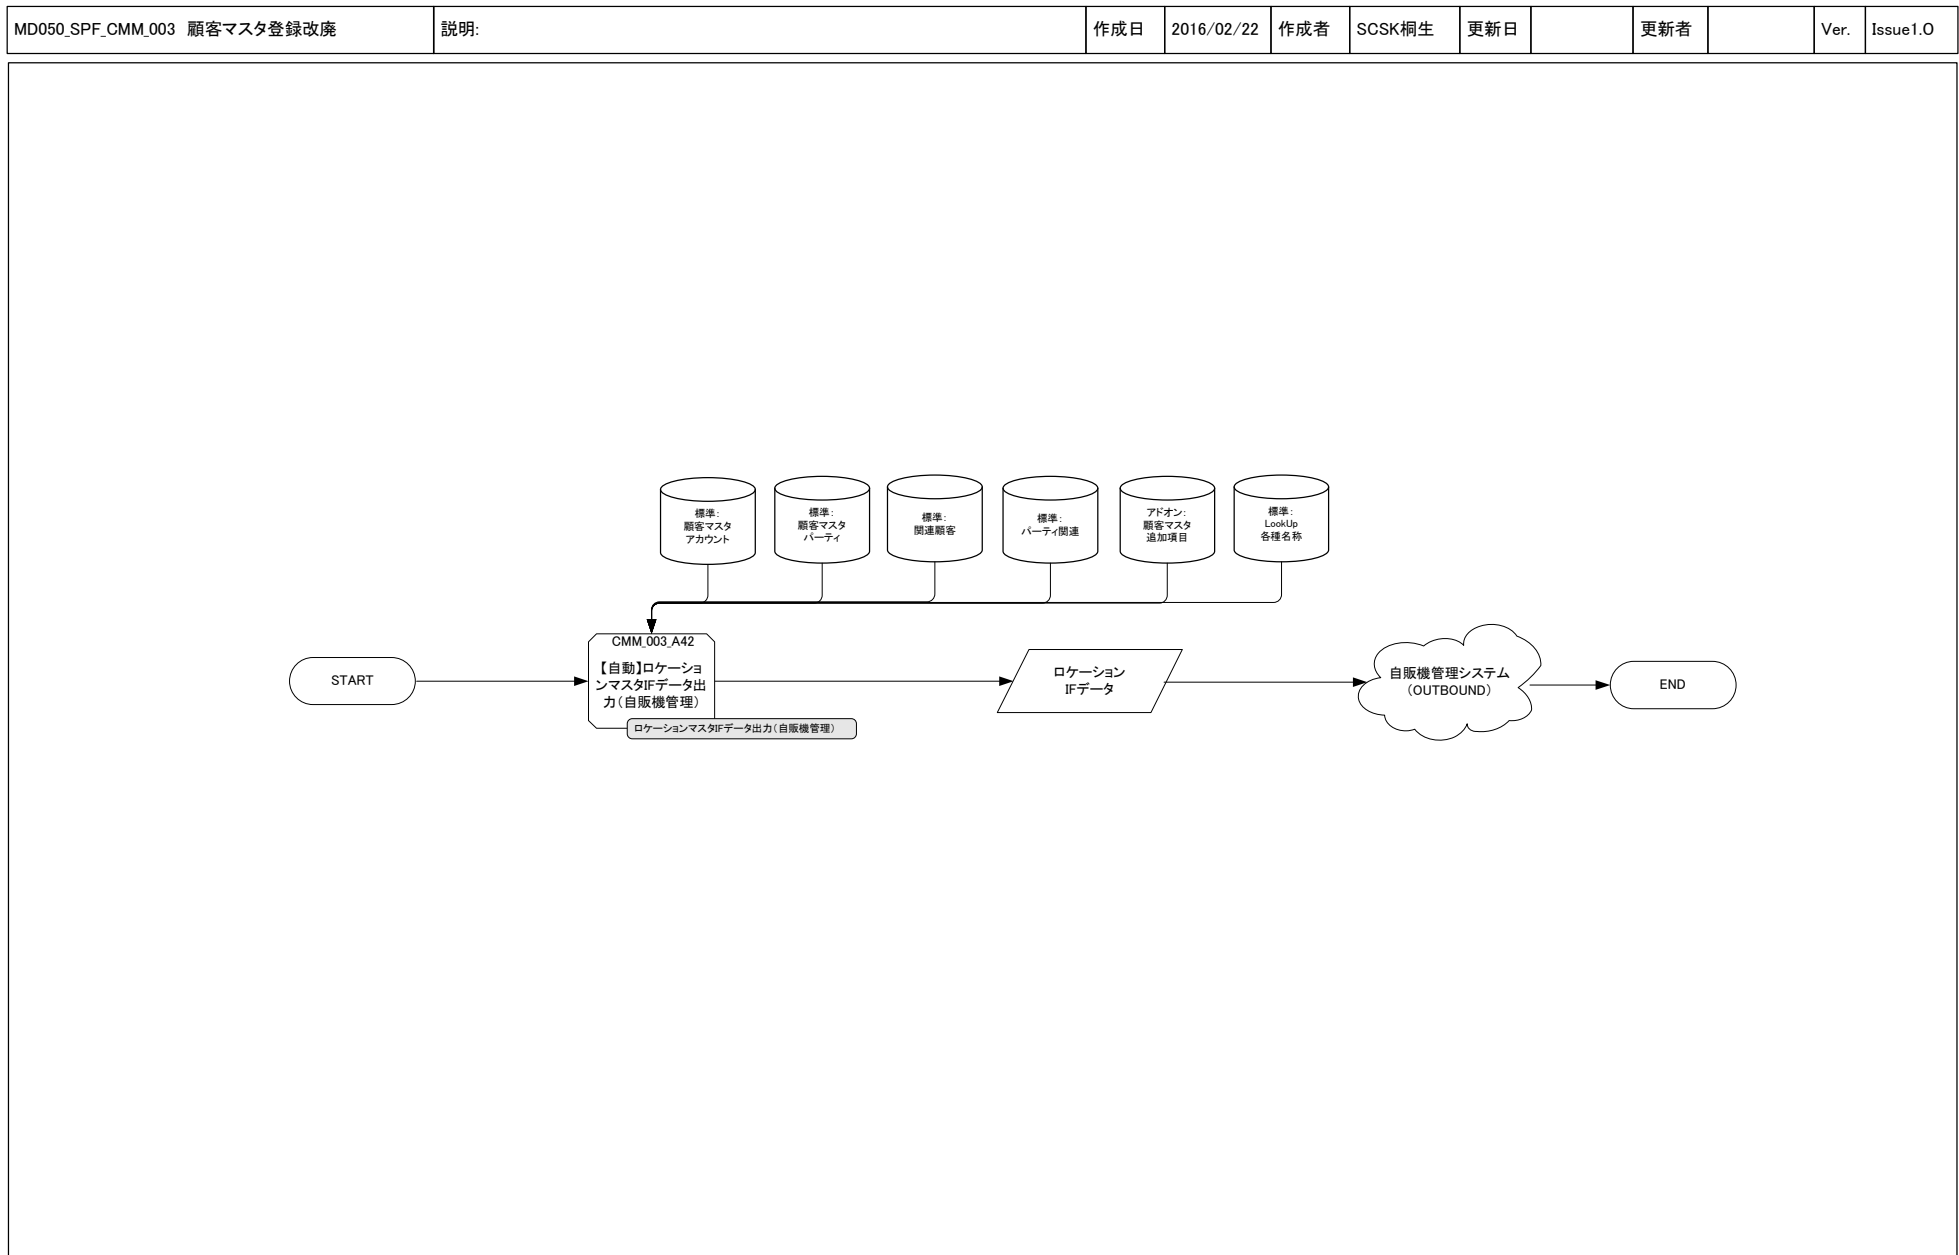 MD050_SPF_CMM_003 顧客マスタ登録改廃
説明:
作成日
2016/02/22
作成者
SCSK桐生
更新日
更新者
Ver.
Issue1.0
標準:
顧客マスタ
アカウント
標準:
顧客マスタ
パーティ
標準:
関連顧客
標準:
パーティ関連
アドオン:
顧客マスタ
追加項目
標準:
LookUp
各種名称
START
CMM_003_A42
【自動】ロケーショ
ンマスタIFデータ出
力(自販機管理)
ロケーションマスタIFデータ出力(自販機管理)
ロケーション
IFデータ
自販機管理システム
(OUTBOUND)
END